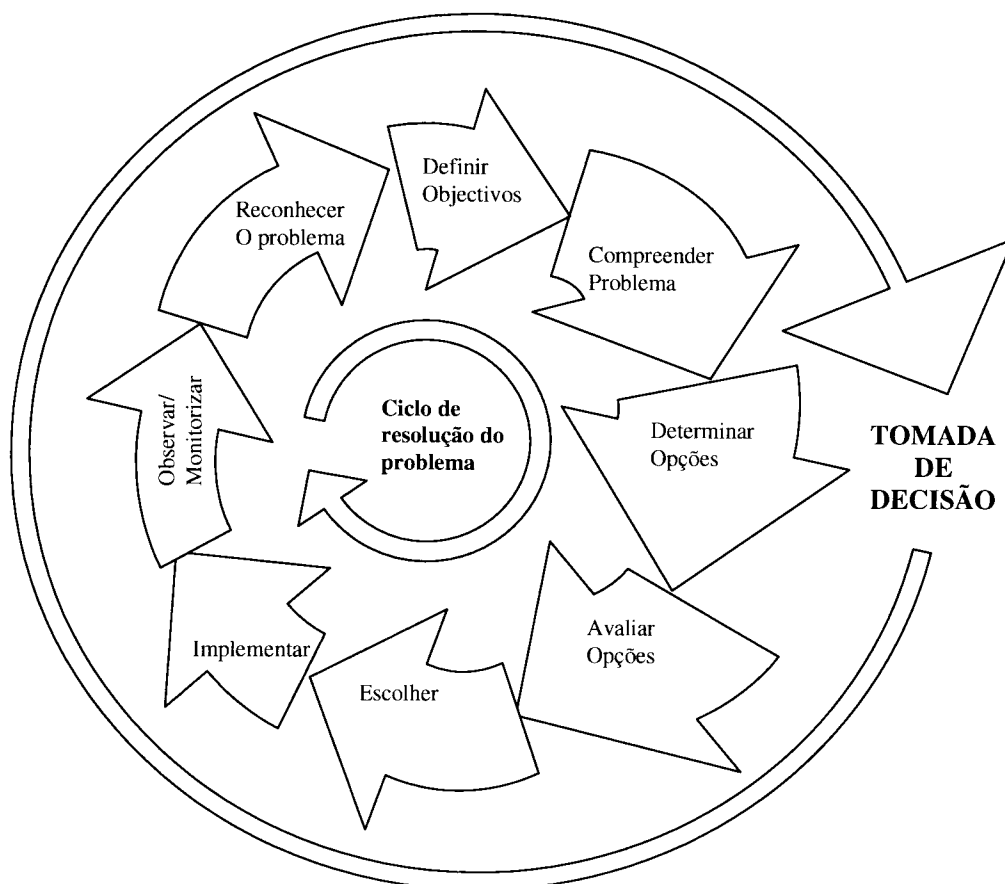 Definir
Objectivos
Reconhecer
O problema
Compreender
Problema
Observar/
Monitorizar
Ciclo de
resolução do
problema
Determinar
Opções
TOMADA
DE
DECISÃO
Avaliar
Opções
Implementar
Escolher